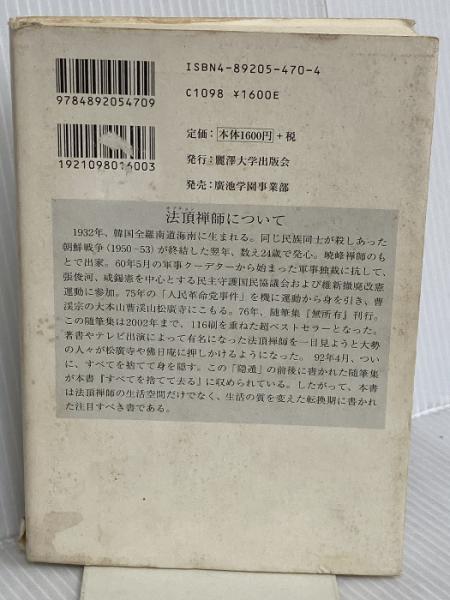 ISBN4-89205-470-4
9784892054709
C1098 ¥1600E
定価：本体1600円+税
1921098016003
発行：麗澤大学出版会
発売：廣池学園事業部
法頂禅師について
1932年、韓国全羅南道海南に生まれる。同じ民族同士が殺しあった
朝鮮戦争(1950-53)が終結した翌年、数え24歳で発心。曉峰禅師のも
とで出家。60年5月の軍事クーデターから始まった軍事独裁に抗して、
張俊河、咸錫憲を中心とする民主守護国民協議会および維新撤廃改憲
運動に参加。75年の「人民革命党事件」を機に運動から身を引き、曹
渓宗の大本山曹渓山松廣寺にこもる。76年、随筆集『無所有』刊行。
この随筆集は2002年まで、116刷を重ねた超ベストセラーとなった。
著書やテレビ出演によって有名になった法頂禅師を一目見ようと大勢
の人々が松廣寺や佛日庵に押しかけるようになった。 92年4月、つい
に、すべてを捨てて身を隠す。この「隠遁」の前後に書かれた随筆集
が本書『すべてを捨てて去る』に収められている。したがって、本書
は法頂禅師の生活空間だけでなく、生活の質を変えた転換期に書かれ
た注目すべき書である。